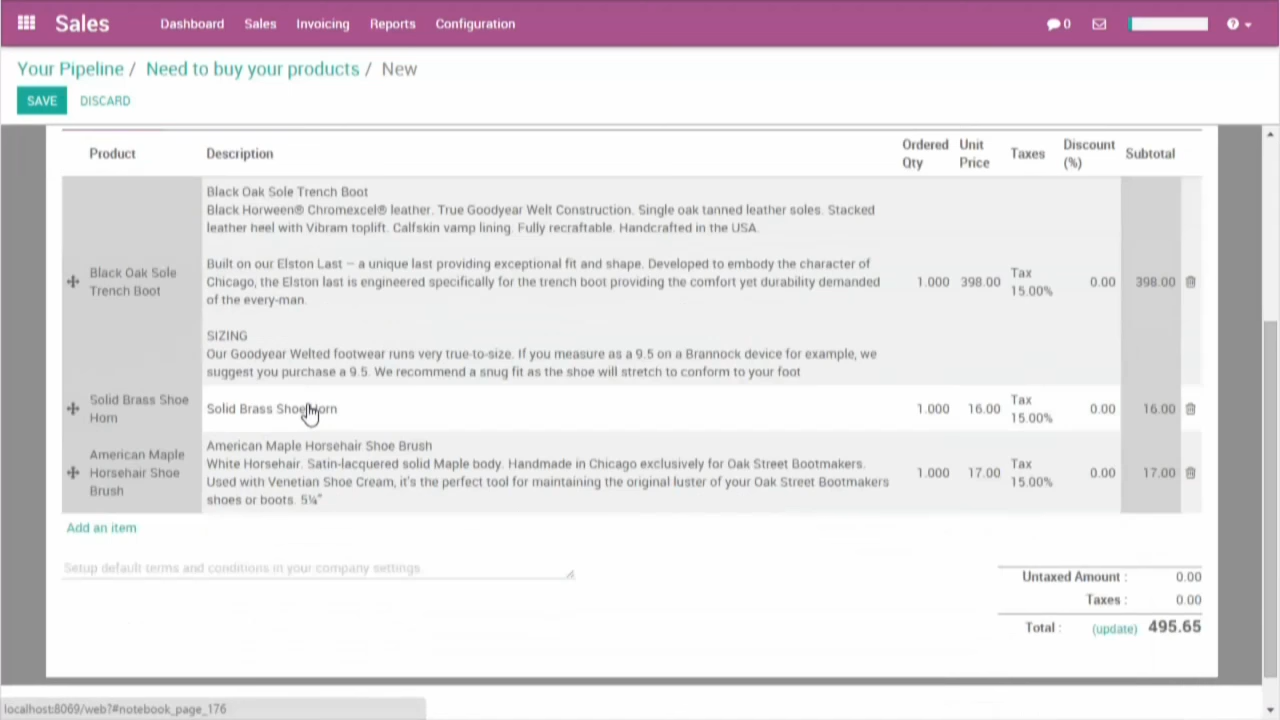 Sales Dashboard Sales Invoicing Reports Configuration 0 ?
Your Pipeline / Need to buy your products / New
SAVE DISCARD
Product Description Ordered Qty Unit Price Taxes Discount (%) Subtotal
Black Oak Sole Trench Boot
Black Oak Sole Trench Boot
Black Horween® Chromexcel® leather. True Goodyear Welt Construction. Single oak tanned leather soles. Stacked
leather heel with Vibram toplift. Calfskin vamp lining. Fully recraftable. Handcrafted in the USA.
Built on our Elston Last – a unique last providing exceptional fit and shape. Developed to embody the character of
Chicago, the Elston last is engineered specifically for the trench boot providing the comfort yet durability demanded
of the every-man.
SIZING
Our Goodyear Welted footwear runs very true-to-size. If you measure as a 9.5 on a Brannock device for example, we
suggest you purchase a 9.5. We recommend a snug fit as the shoe will stretch to conform to your foot
1.000 398.00 Tax 15.00% 0.00 398.00
Solid Brass Shoe Horn
Solid Brass Shoe Horn
1.000 16.00 Tax 15.00% 0.00 16.00
American Maple Horsehair Shoe Brush
American Maple Horsehair Shoe Brush
White Horsehair. Satin-lacquered solid Maple body. Handmade in Chicago exclusively for Oak Street Bootmakers.
Used with Venetian Shoe Cream, it's the perfect tool for maintaining the original luster of your Oak Street Bootmakers
shoes or boots. 5¼"
1.000 17.00 Tax 15.00% 0.00 17.00
Add an item
Setup default terms and conditions in your company settings.
Untaxed Amount : 0.00
Taxes : 0.00
Total : (update) 495.65
localhost:8069/web?#notebook_page_176